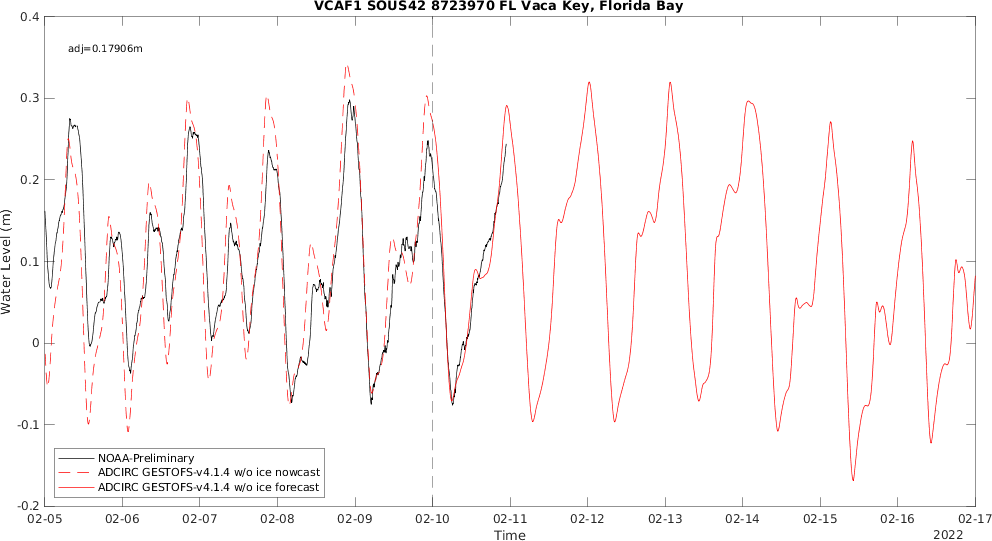 VCAF1 SOUS42 8723970 FL Vaca Key, Florida Bay
adj=0.17906m
0.4
0.3
0.2
0.1
0
-0.1
-0.2
Water Level (m)
NOAA-Preliminary
ADCIRC GESTOFS-v4.1.4 w/o ice nowcast
ADCIRC GESTOFS-v4.1.4 w/o ice forecast
02-05 02-06 02-07 02-08 02-09 02-10 02-11 02-12 02-13 02-14 02-15 02-16 02-17
Time
2022